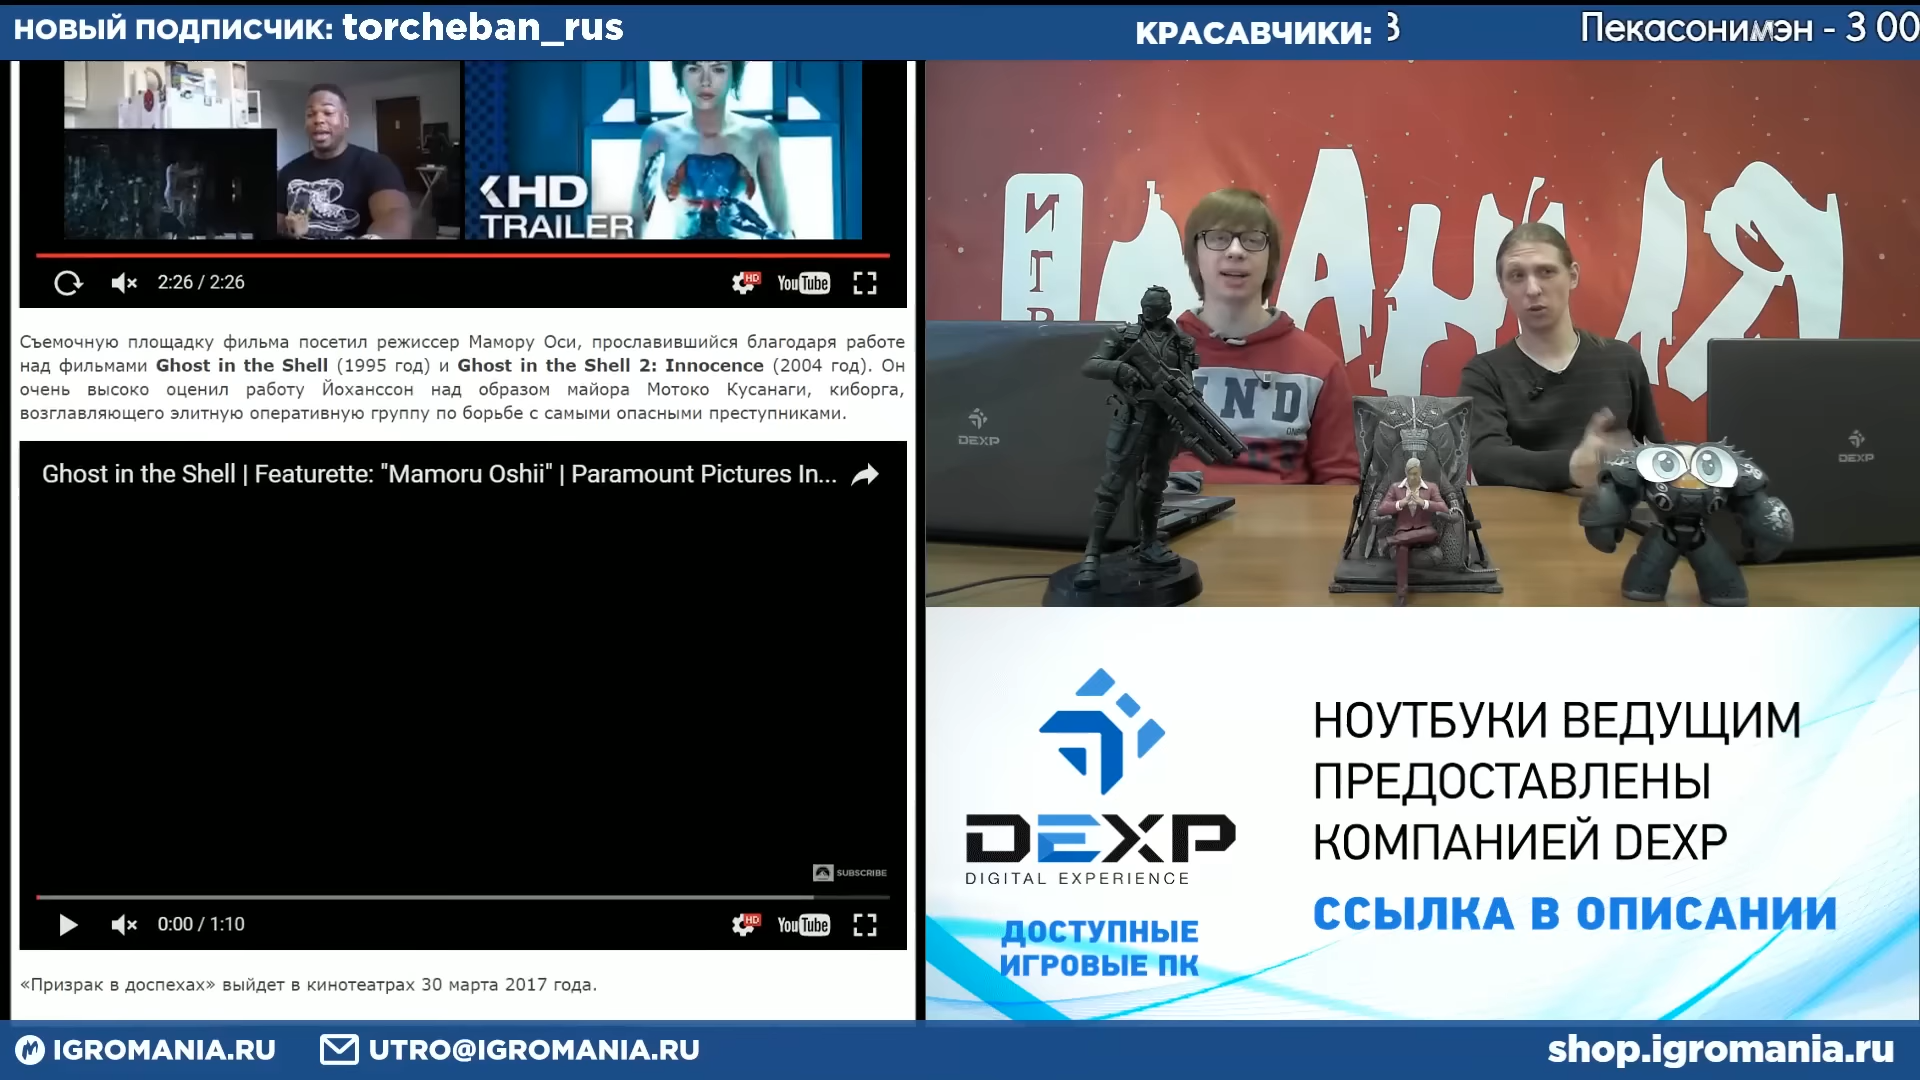 НОВЫЙ ПОДПИСЧИК: torcheban_rus
КРАСАВЧИКИ:
Пекасонимэн - 3 00
HD
TRAILER
2:26 / 2:26
HD
YouTube
Съемочную площадку фильма посетил режиссер Мамору Оси, прославившийся благодаря работе
над фильмами Ghost in the Shell (1995 год) и Ghost in the Shell 2: Innocence (2004 год). Он
очень высоко оценил работу Йоханссон над образом майора Мотоко Кусанаги, киборга,
возглавляющего элитную оперативную группу по борьбе с самыми опасными преступниками.
Ghost in the Shell | Featurette: "Mamoru Oshii" | Paramount Pictures In...
SUBSCRIBE
0:00 / 1:10
HD
YouTube
«Призрак в доспехах» выйдет в кинотеатрах 30 марта 2017 года.
DEXP
DEXP
DEXP
DIGITAL EXPERIENCE
ДОСТУПНЫЕ
ИГРОВЫЕ ПК
НОУТБУКИ ВЕДУЩИМ
ПРЕДОСТАВЛЕНЫ
КОМПАНИЕЙ DEXP
ССЫЛКА В ОПИСАНИИ
IGROMANIA.RU
UTRO@IGROMANIA.RU
shop.igromania.ru